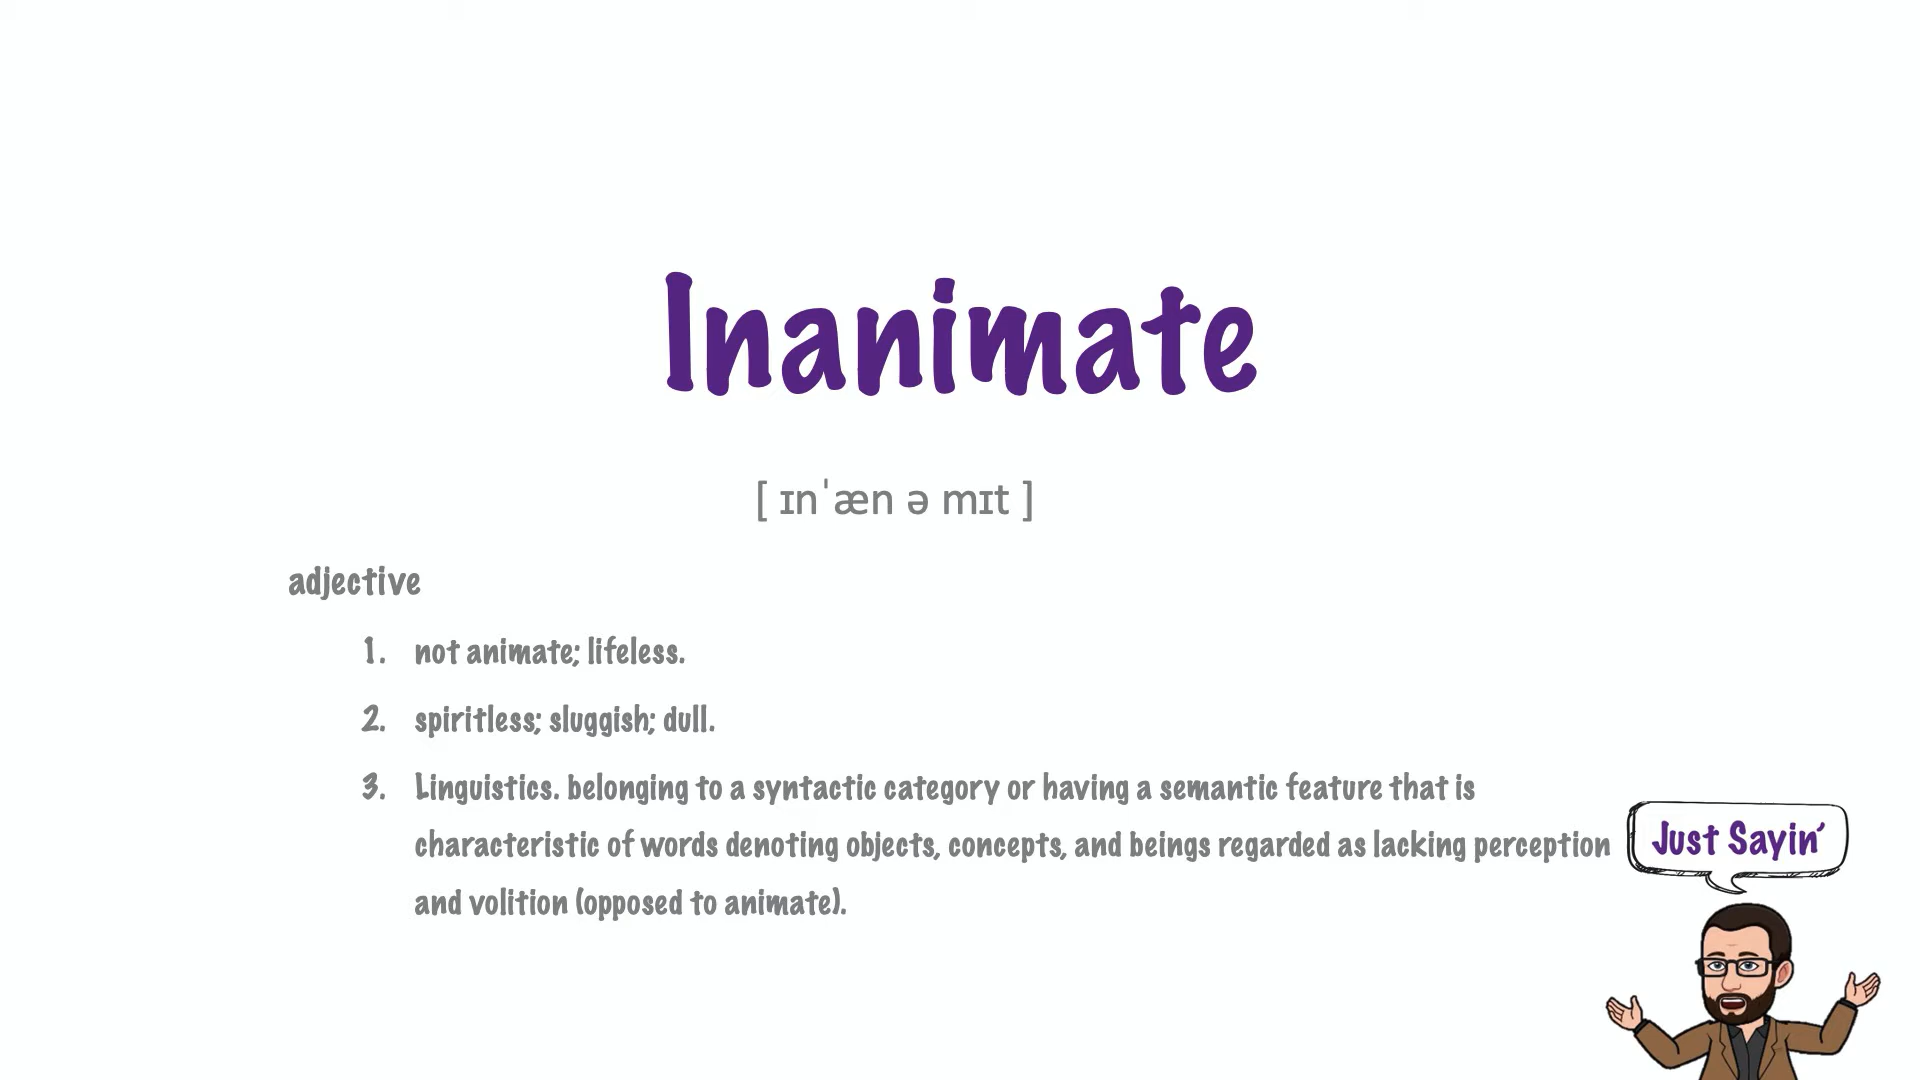 Inanimate
[ ɪnˈæn ə mɪt ]
adjective
1. not animate; lifeless.
2. spiritless; sluggish; dull.
3. Linguistics. belonging to a syntactic category or having a semantic feature that is
characteristic of words denoting objects, concepts, and beings regarded as lacking perception
and volition (opposed to animate).
Just Sayin’